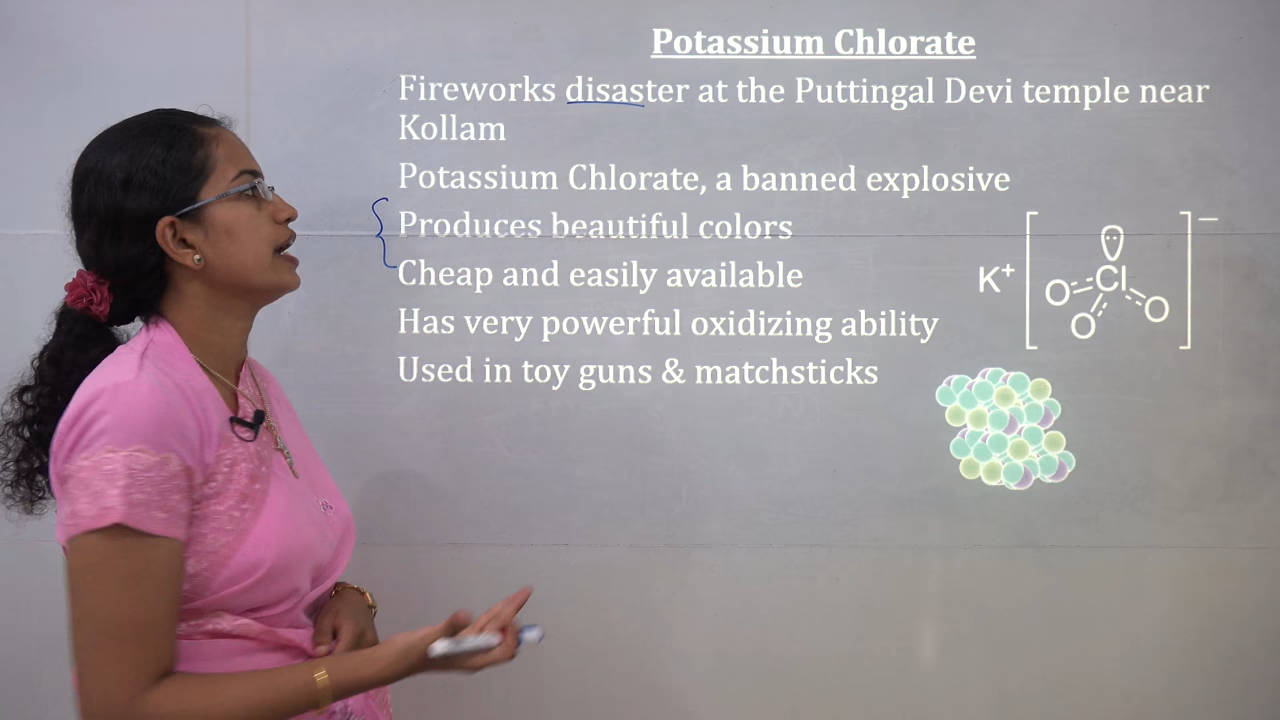 Potassium Chlorate
Fireworks disaster at the Puttingal Devi temple near
Kollam
Potassium Chlorate, a banned explosive
Produces beautiful colors
Cheap and easily available
Has very powerful oxidizing ability
Used in toy guns & matchsticks
K+ [O Cl O O]−